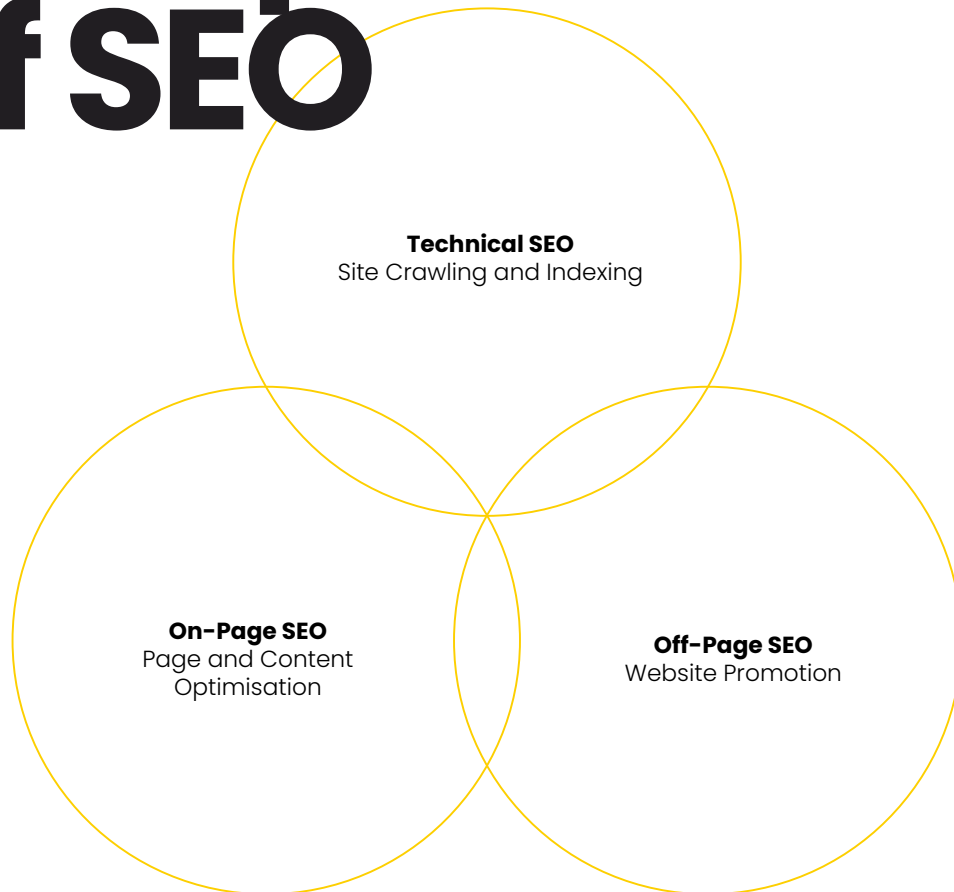 f SEO
Technical SEO
Site Crawling and Indexing
On-Page SEO
Page and Content
Optimisation
Off-Page SEO
Website Promotion